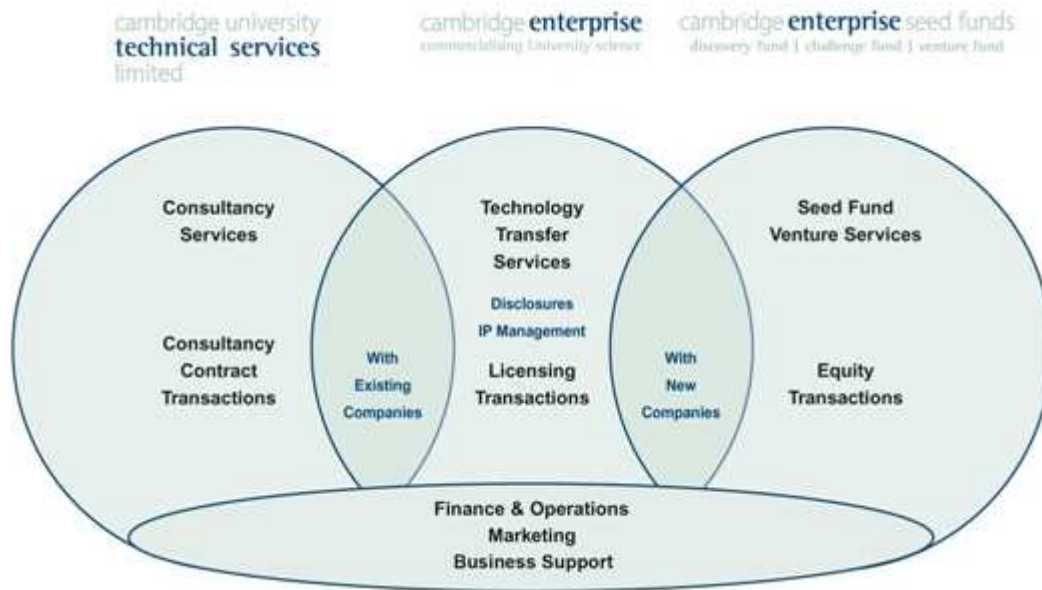 cambridge university
technical services
limited
cambridge enterprise
commercialising University science
cambridge enterprise seed funds
discovery fund | challenge fund | venture fund
Consultancy
Services
Consultancy
Contract
Transactions
With
Existing
Companies
Technology
Transfer
Services
Disclosures
IP Management
Licensing
Transactions
With
New
Companies
Seed Fund
Venture Services
Equity
Transactions
Finance & Operations
Marketing
Business Support